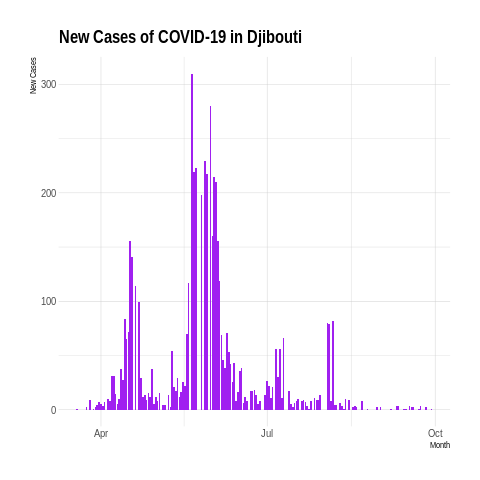 New Cases of COVID-19 in Djibouti
New Cases
300
200
100
0
Apr
Jul
Oct
Month